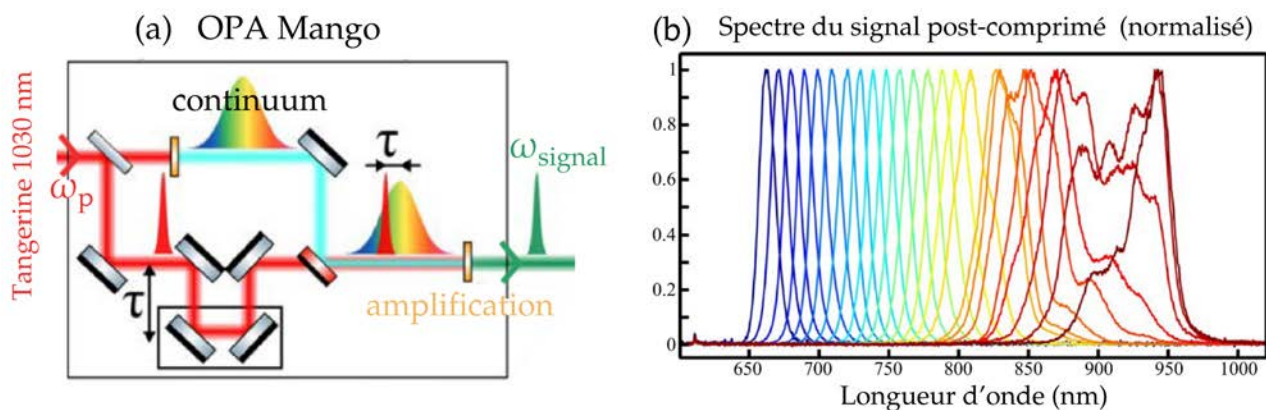 (a) OPA Mango
continuum
τ
ω_signal
Tangerine 1030 nm
ω_p
τ
amplification
(b) Spectre du signal post-comprimé (normalisé)
1
0.8
0.6
0.4
0.2
0
650 700 750 800 850 900 950 1000
Longueur d'onde (nm)